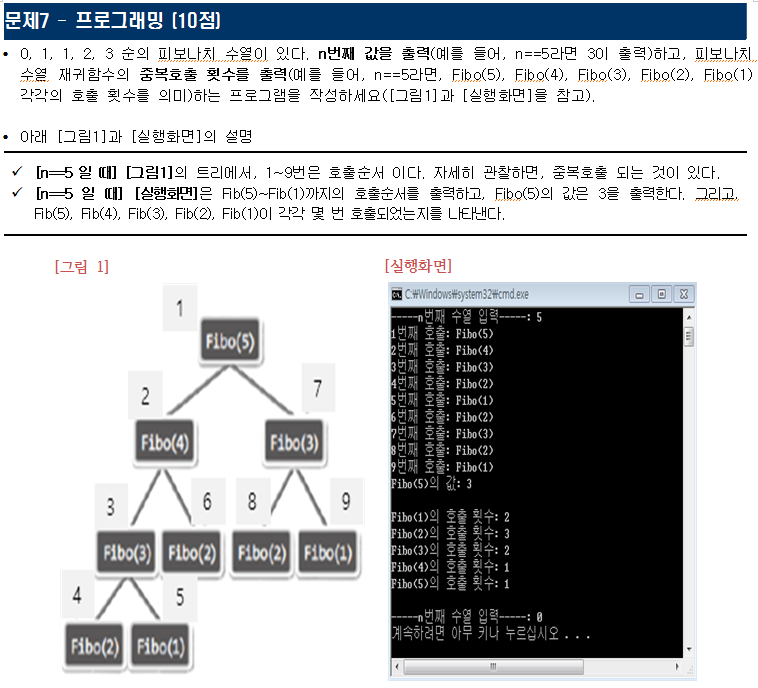 문제7 - 프로그래밍 [10점]
• 0, 1, 1, 2, 3 순의 피보나치 수열이 있다. n번째 값을 출력(예를 들어, n==5라면 3이 출력)하고, 피보나치
수열 재귀함수의 중복호출 횟수를 출력(예를 들어, n==5라면, Fibo(5), Fibo(4), Fibo(3), Fibo(2), Fibo(1)
각각의 호출 횟수를 의미)하는 프로그램을 작성하세요([그림1]과 [실행화면]을 참고).
• 아래 [그림1]과 [실행화면]의 설명
✓ [n==5 일 때] [그림1]의 트리에서, 1~9번은 호출순서 이다. 자세히 관찰하면, 중복호출 되는 것이 있다.
✓ [n==5 일 때] [실행화면]은 Fib(5)~Fib(1)까지의 호출순서를 출력하고, Fibo(5)의 값은 3을 출력한다. 그리고,
Fib(5), Fib(4), Fib(3), Fib(2), Fib(1)이 각각 몇 번 호출되었는지를 나타낸다.
[그림 1]
1
Fibo(5)
2 7
Fibo(4) Fibo(3)
3 6 8 9
Fibo(3) Fibo(2) Fibo(2) Fibo(1)
4 5
Fibo(2) Fibo(1)
[실행화면]
C:₩Windows₩system32₩cmd.exe
-----n번째 수열 입력-----: 5
1번째 호출: Fibo(5)
2번째 호출: Fibo(4)
3번째 호출: Fibo(3)
4번째 호출: Fibo(2)
5번째 호출: Fibo(1)
6번째 호출: Fibo(2)
7번째 호출: Fibo(3)
8번째 호출: Fibo(2)
9번째 호출: Fibo(1)
Fibo(5)의 값: 3
Fibo(1)의 호출 횟수: 2
Fibo(2)의 호출 횟수: 3
Fibo(3)의 호출 횟수: 2
Fibo(4)의 호출 횟수: 1
Fibo(5)의 호출 횟수: 1
-----n번째 수열 입력-----: 0
계속하려면 아무 키나 누르십시오 . . .